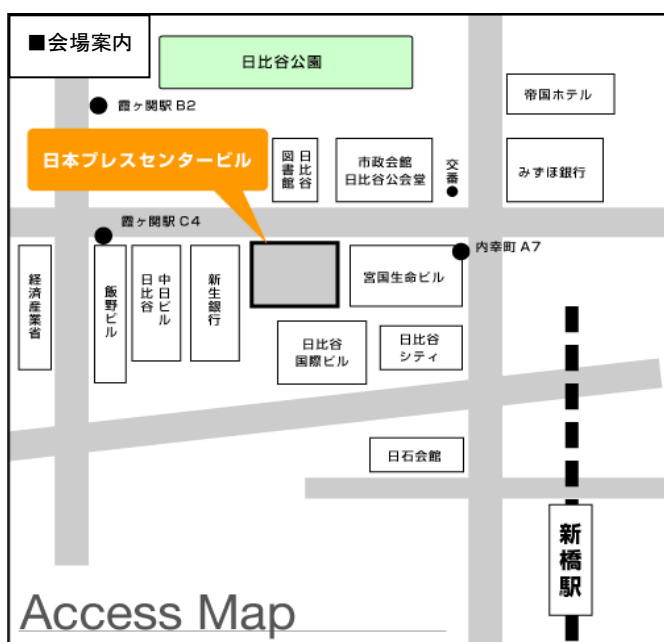 ■会場案内
日比谷公園
帝国ホテル
霞ヶ関駅 B2
日本プレスセンタービル
日比谷
図書館
市政会館
日比谷公会堂
交番
みずほ銀行
霞ヶ関駅 C4
内幸町 A7
経済産業省
飯野ビル
中日ビル
日比谷
新生銀行
宮国生命ビル
日比谷
国際ビル
日比谷
シティ
日石会館
新橋駅
Access Map